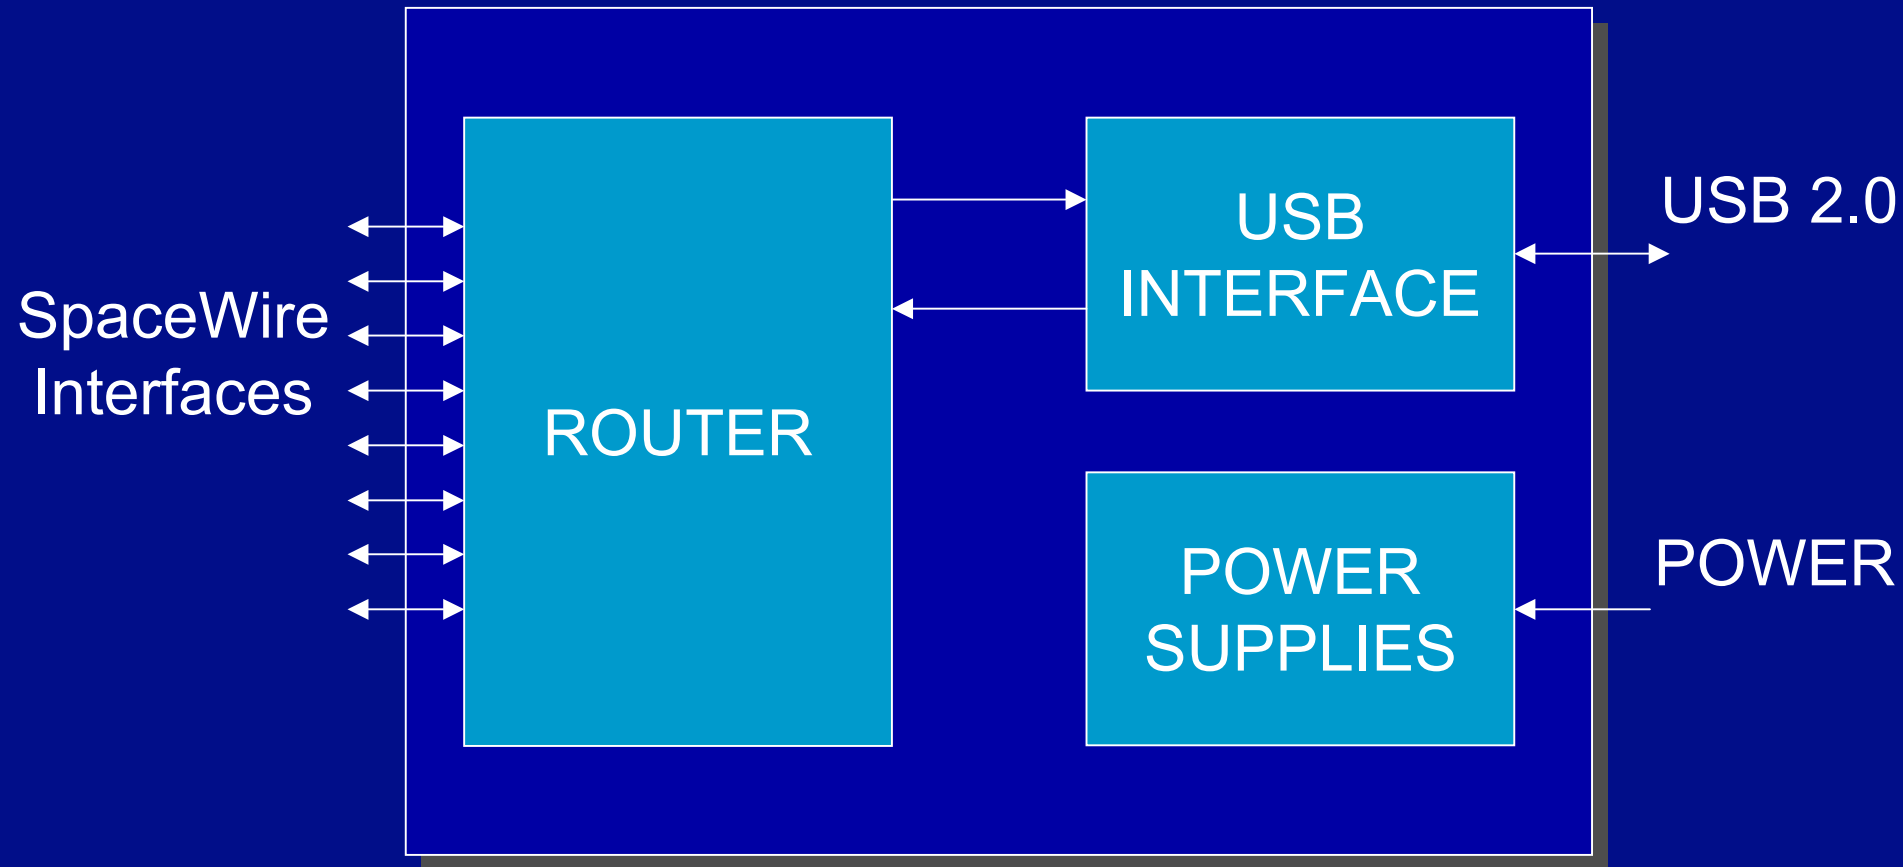 SpaceWire
Interfaces
ROUTER
USB
INTERFACE
USB 2.0
POWER
SUPPLIES
POWER